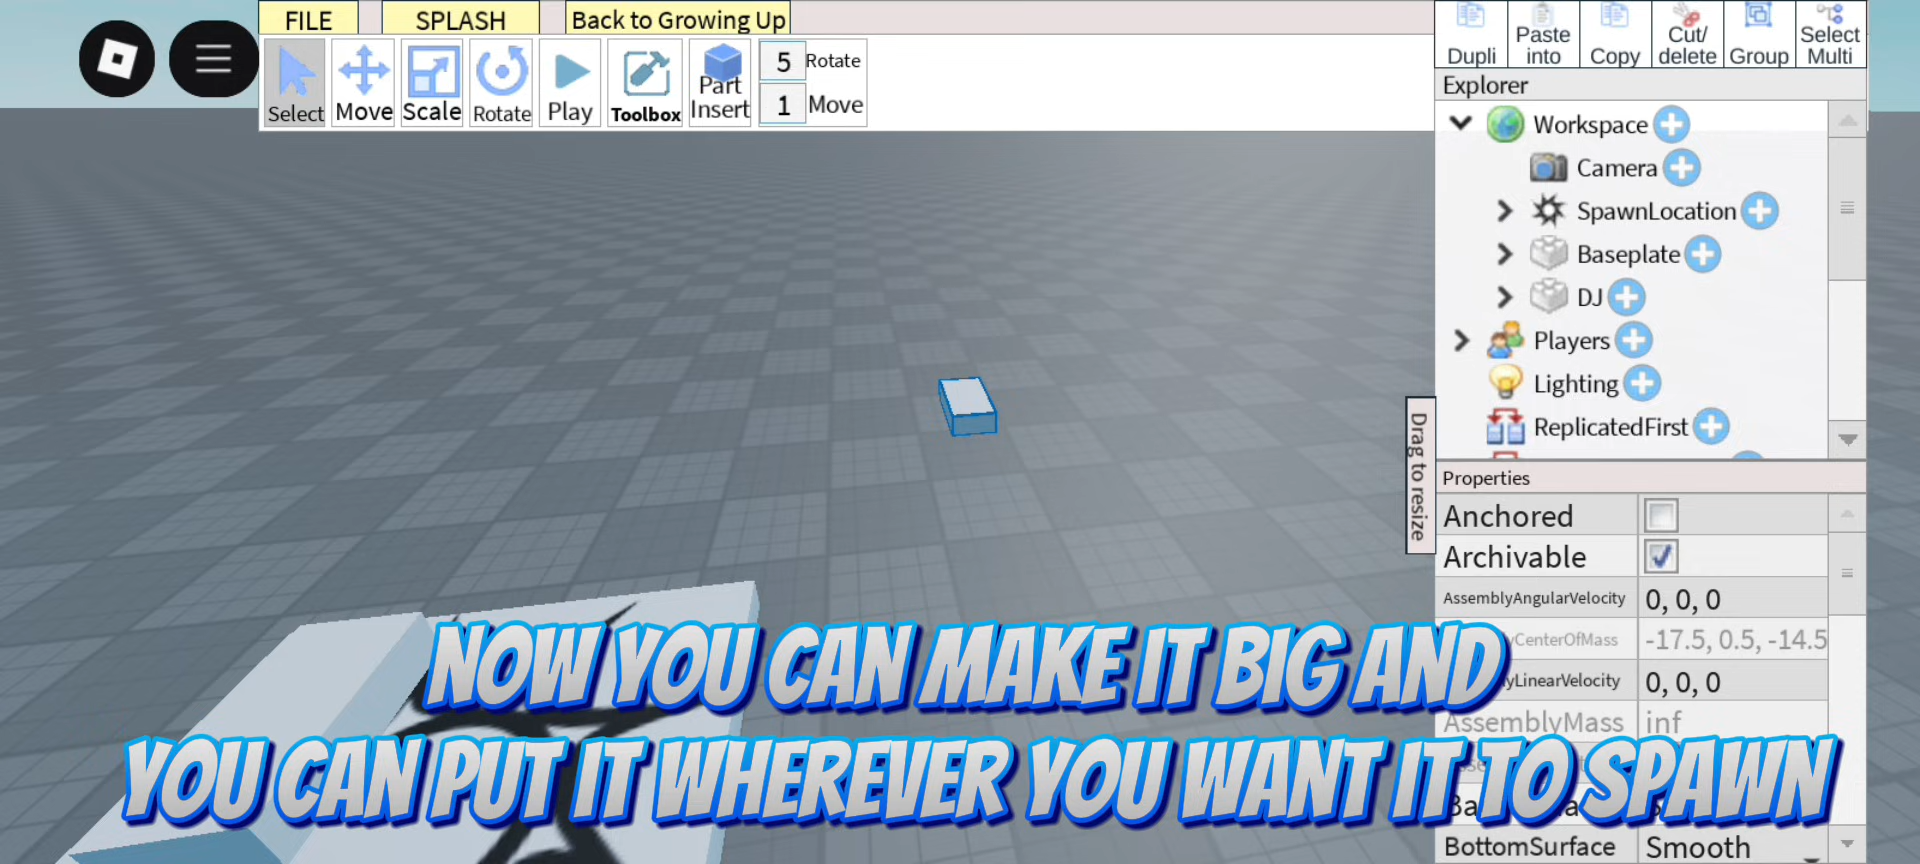 FILE
SPLASH
Back to Growing Up
Select
Move
Scale
Rotate
Play
Toolbox
Part
Insert
5 Rotate
1 Move
Dupli
Paste
into
Copy
Cut/
delete
Group
Select
Multi
Explorer
Workspace
Camera
SpawnLocation
Baseplate
DJ
Players
Lighting
ReplicatedFirst
Drag to resize
Properties
Anchored
Archivable
AssemblyAngularVelocity 0, 0, 0
yCenterOfMass -17.5, 0.5, -14.5
yLinearVelocity 0, 0, 0
AssemblyMass inf
BottomSurface Smooth
NOW YOU CAN MAKE IT BIG AND
YOU CAN PUT IT WHEREVER YOU WANT IT TO SPAWN